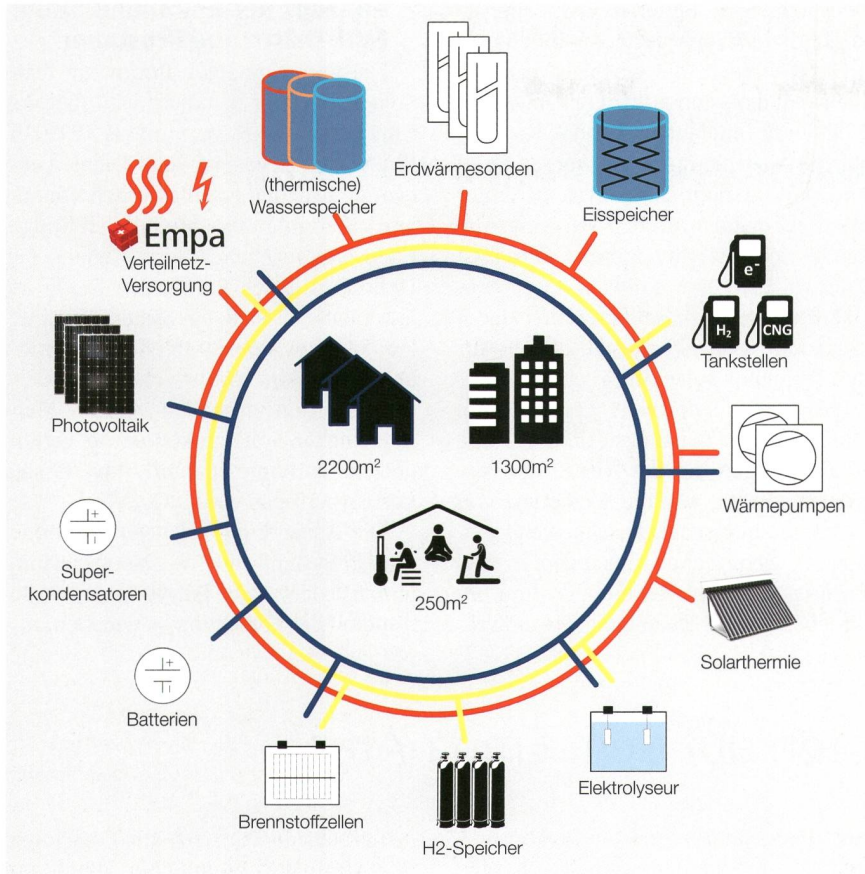 Erdwärmesonden
(thermische)
Wasserspeicher
Eisspeicher
Empa
Verteilnetz-
Versorgung
e⁻
H₂
CNG
Tankstellen
Photovoltaik
2200m²
1300m²
Wärmepumpen
Super-
kondensatoren
250m²
Solarthermie
Batterien
Elektrolyseur
Brennstoffzellen
H2-Speicher